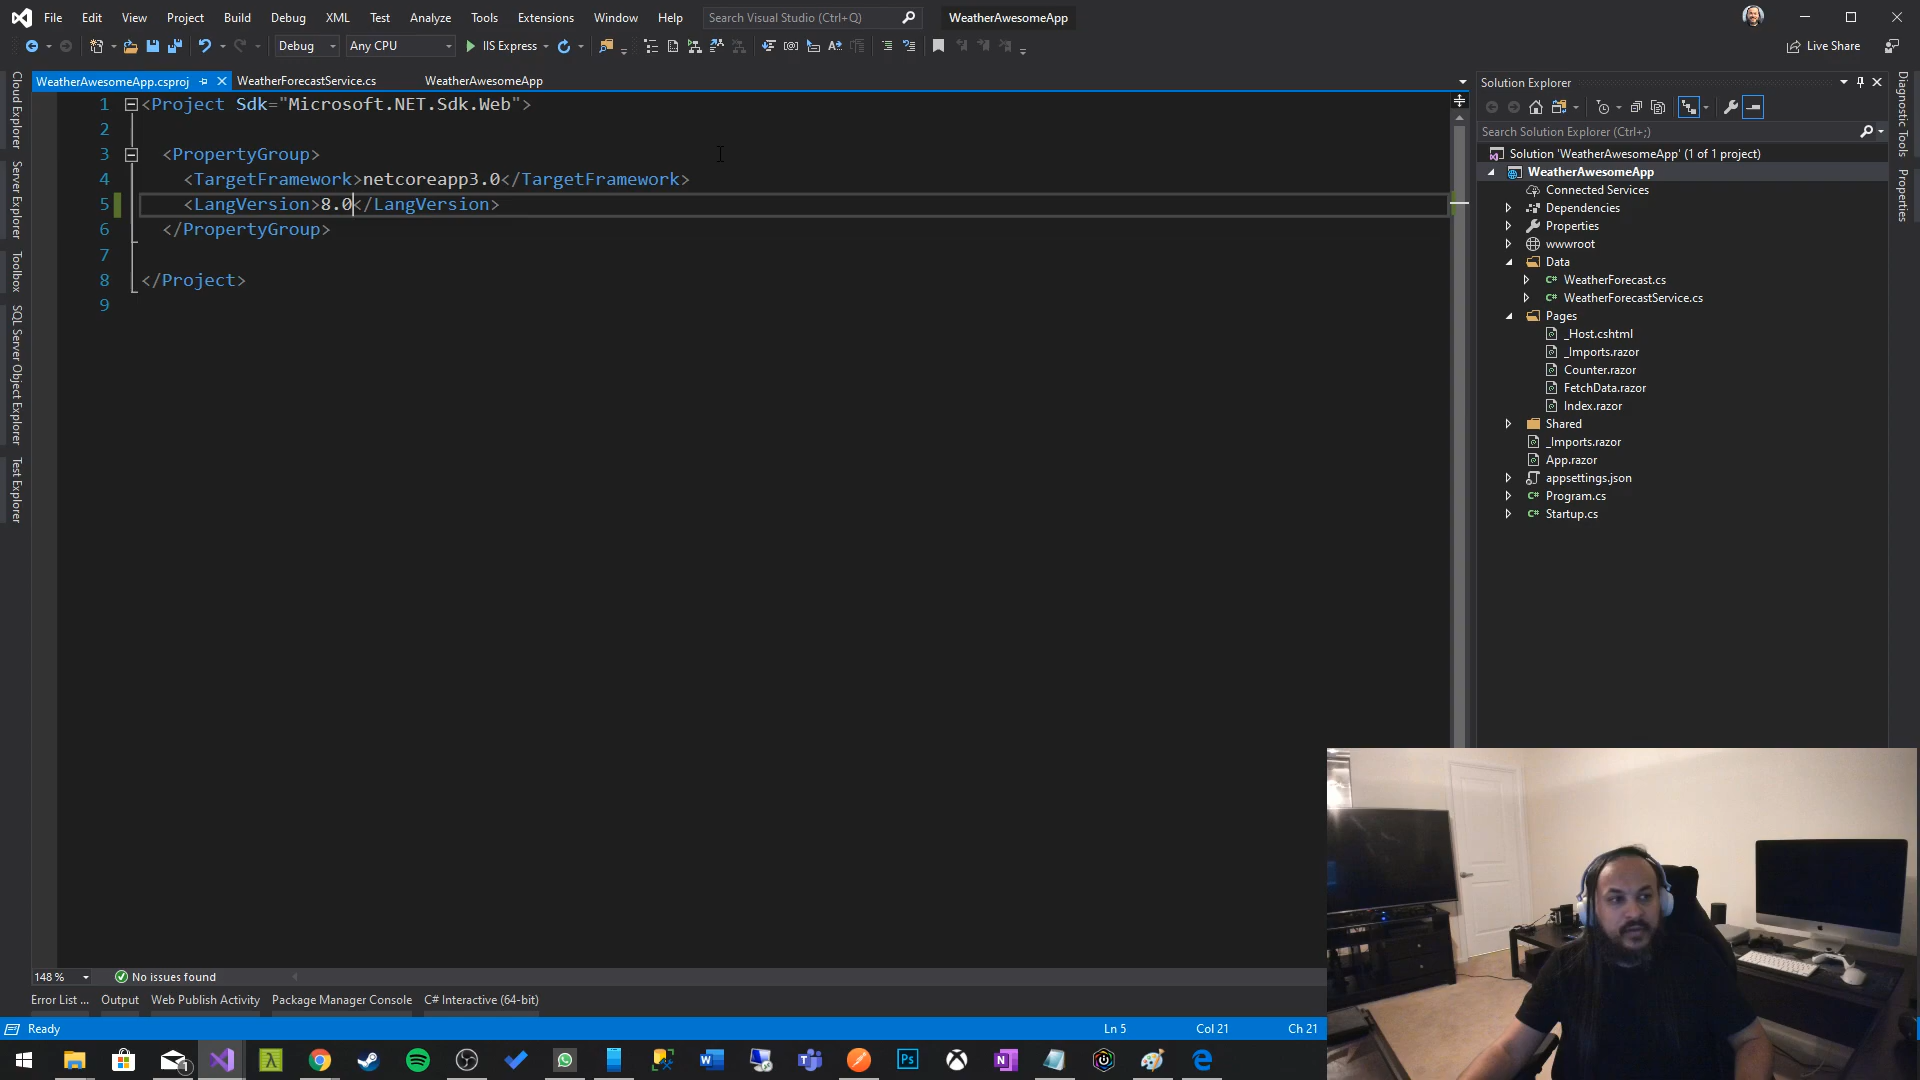 File Edit View Project Build Debug XML Test Analyze Tools Extensions Window Help Search Visual Studio (Ctrl+Q) WeatherAwesomeApp
Debug Any CPU IIS Express Live Share
WeatherAwesomeApp.csproj WeatherForecastService.cs WeatherAwesomeApp
1 <Project Sdk="Microsoft.NET.Sdk.Web">
2
3 <PropertyGroup>
4 <TargetFramework>netcoreapp3.0</TargetFramework>
5 <LangVersion>8.0</LangVersion>
6 </PropertyGroup>
7
8 </Project>
9
Cloud Explorer
Server Explorer
Toolbox
SQL Server Object Explorer
Test Explorer
Solution Explorer
Search Solution Explorer (Ctrl+;)
Solution 'WeatherAwesomeApp' (1 of 1 project)
WeatherAwesomeApp
Connected Services
Dependencies
Properties
wwwroot
Data
C# WeatherForecast.cs
C# WeatherForecastService.cs
Pages
_Host.cshtml
_Imports.razor
Counter.razor
FetchData.razor
Index.razor
Shared
_Imports.razor
App.razor
appsettings.json
C# Program.cs
C# Startup.cs
Diagnostic Tools
Properties
148 % No issues found
Error List ... Output Web Publish Activity Package Manager Console C# Interactive (64-bit)
Ready Ln 5 Col 21 Ch 21